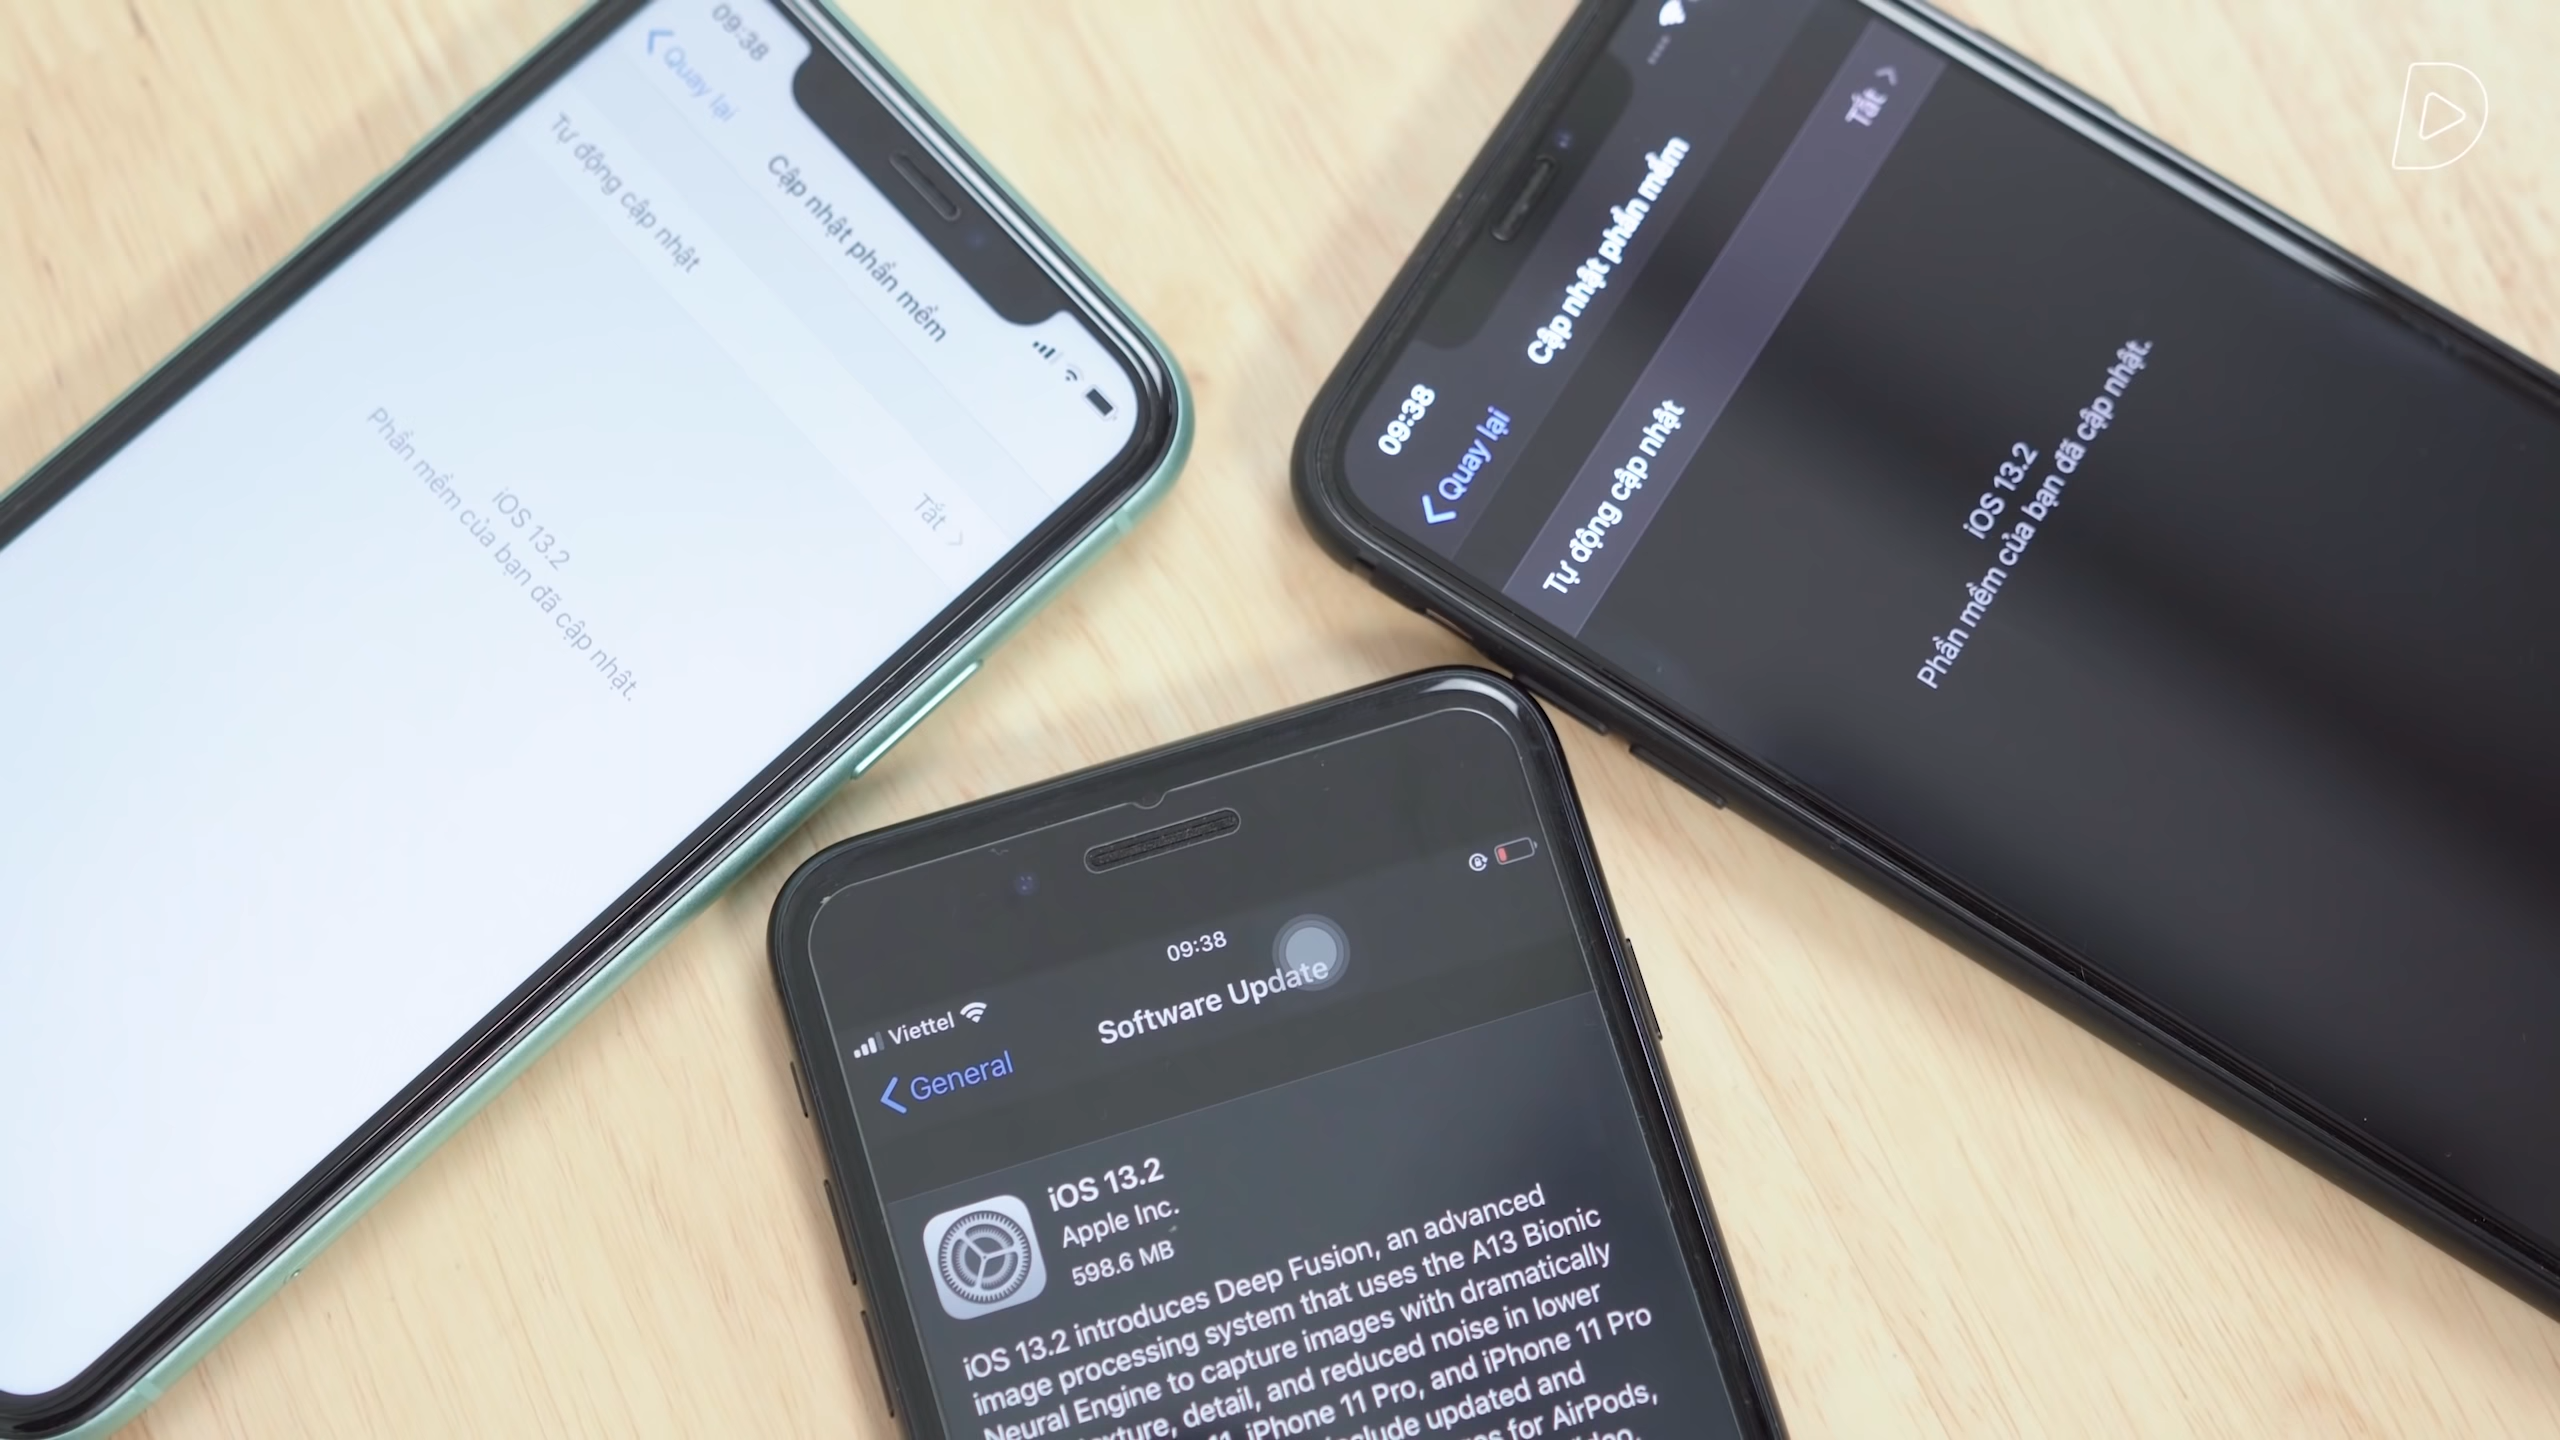 09:38
Quay lại
Cập nhật phần mềm
Tự động cập nhật
Tắt
iOS 13.2
Phần mềm của bạn đã cập nhật.
09:38
Quay lại
Cập nhật phần mềm
Tự động cập nhật
Tắt
iOS 13.2
Phần mềm của bạn đã cập nhật.
Viettel
09:38
General
Software Update
iOS 13.2
Apple Inc.
598.6 MB
iOS 13.2 introduces Deep Fusion, an advanced
image processing system that uses the A13 Bionic
Neural Engine to capture images with dramatically
detail, and reduced noise in lower
iPhone 11 Pro, and iPhone 11 Pro
updated and
for AirPods,